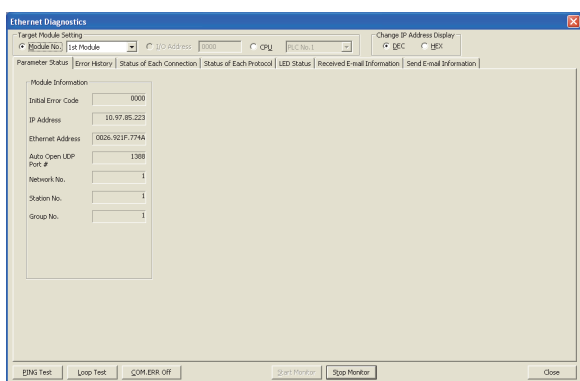 Ethernet Diagnostics
Target Module Setting
Module No. 1st Module I/O Address 0000 CPU PLC No.1
Change IP Address Display
DEC HEX
Parameter Status Error History Status of Each Connection Status of Each Protocol LED Status Received E-mail Information Send E-mail Information
Module Information
Initial Error Code 0000
IP Address 10.97.85.223
Ethernet Address 0026.921F.774A
Auto Open UDP
Port # 1388
Network No. 1
Station No. 1
Group No. 1
PING Test Loop Test COM.ERR Off Start Monitor Stop Monitor Close